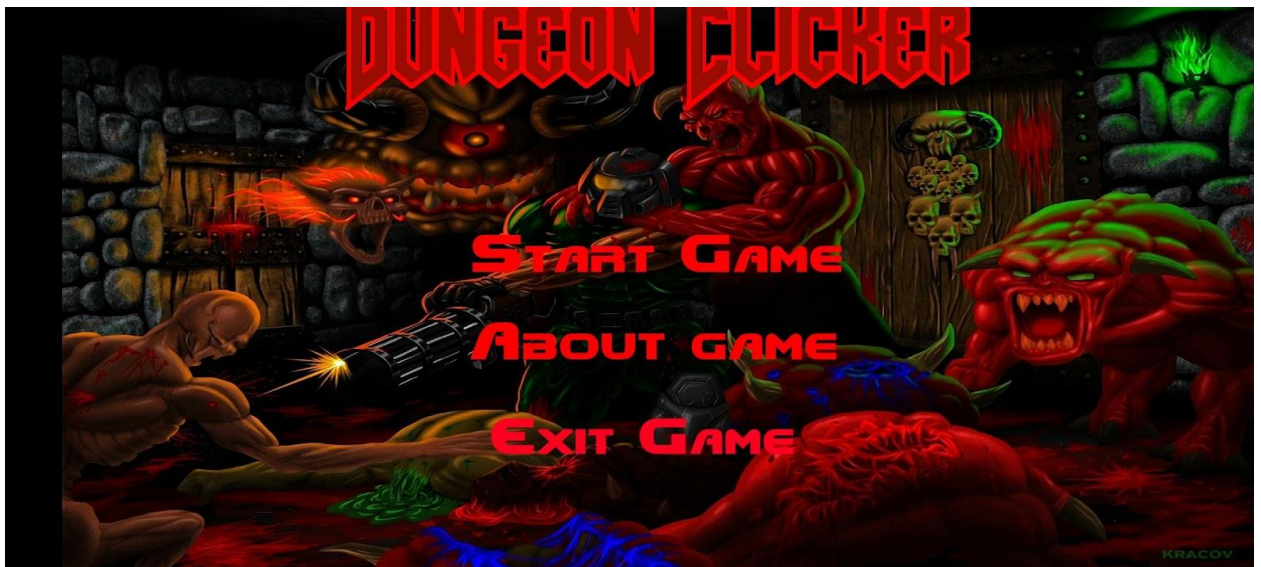 DUNGEON CLICKER
START GAME
ABOUT GAME
EXIT GAME
KRACOV